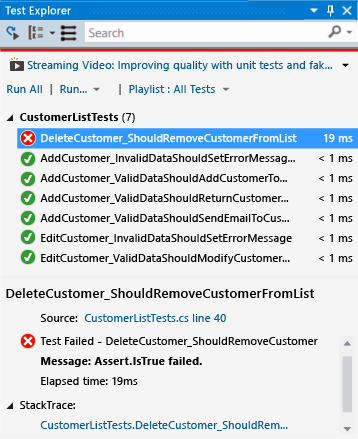 Test Explorer
Search
Streaming Video: Improving quality with unit tests and fak...
Run All | Run... | Playlist : All Tests
CustomerListTests (7)
DeleteCustomer_ShouldRemoveCustomerFromList 19 ms
AddCustomer_InvalidDataShouldSetErrorMessag... < 1 ms
AddCustomer_ValidDataShouldAddCustomerTo... < 1 ms
AddCustomer_ValidDataShouldReturnCustomer... < 1 ms
AddCustomer_ValidDataShouldSendEmailToCus... < 1 ms
EditCustomer_InvalidDataShouldSetErrorMessage < 1 ms
EditCustomer_ValidDataShouldModifyCustomer... < 1 ms
DeleteCustomer_ShouldRemoveCustomerFromList
Source: CustomerListTests.cs line 40
Test Failed - DeleteCustomer_ShouldRemoveCustomer
Message: Assert.IsTrue failed.
Elapsed time: 19ms
StackTrace:
CustomerListTests.DeleteCustomer_ShouldRem...